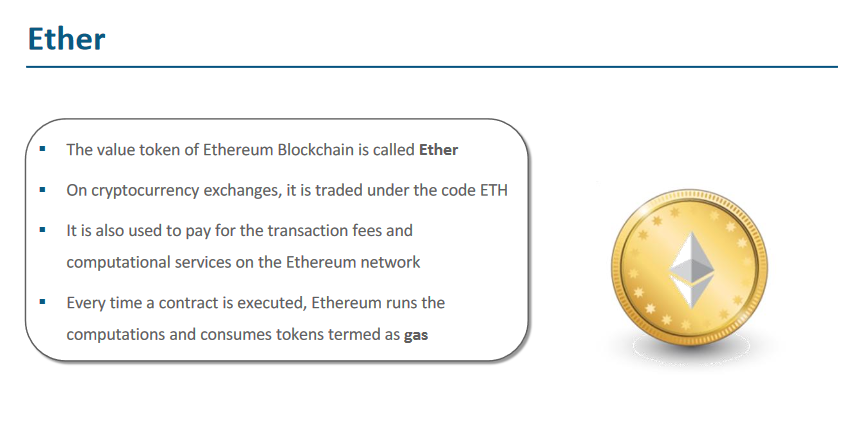 Ether
The value token of Ethereum Blockchain is called Ether
On cryptocurrency exchanges, it is traded under the code ETH
It is also used to pay for the transaction fees and
computational services on the Ethereum network
Every time a contract is executed, Ethereum runs the
computations and consumes tokens termed as gas